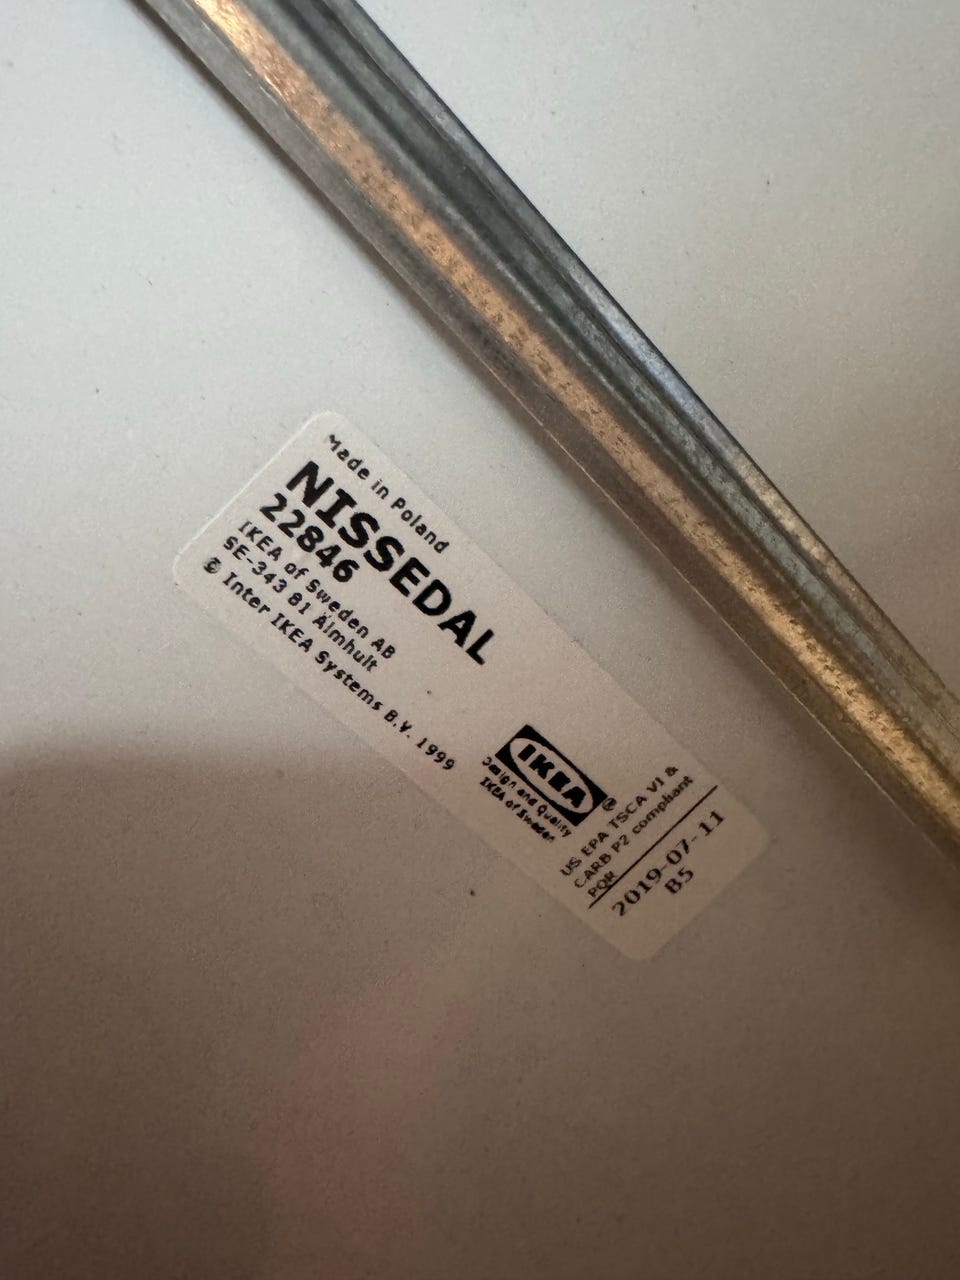 Made in Poland
NISSEDAL
22846
IKEA of Sweden AB
SE-343 81 Älmhult
© Inter IKEA Systems B.V. 1999
IKEA®
Design and Quality
IKEA of Sweden
US EPA TSCA VI &
CARB P2 compliant
PQR
2019-07-11
B5